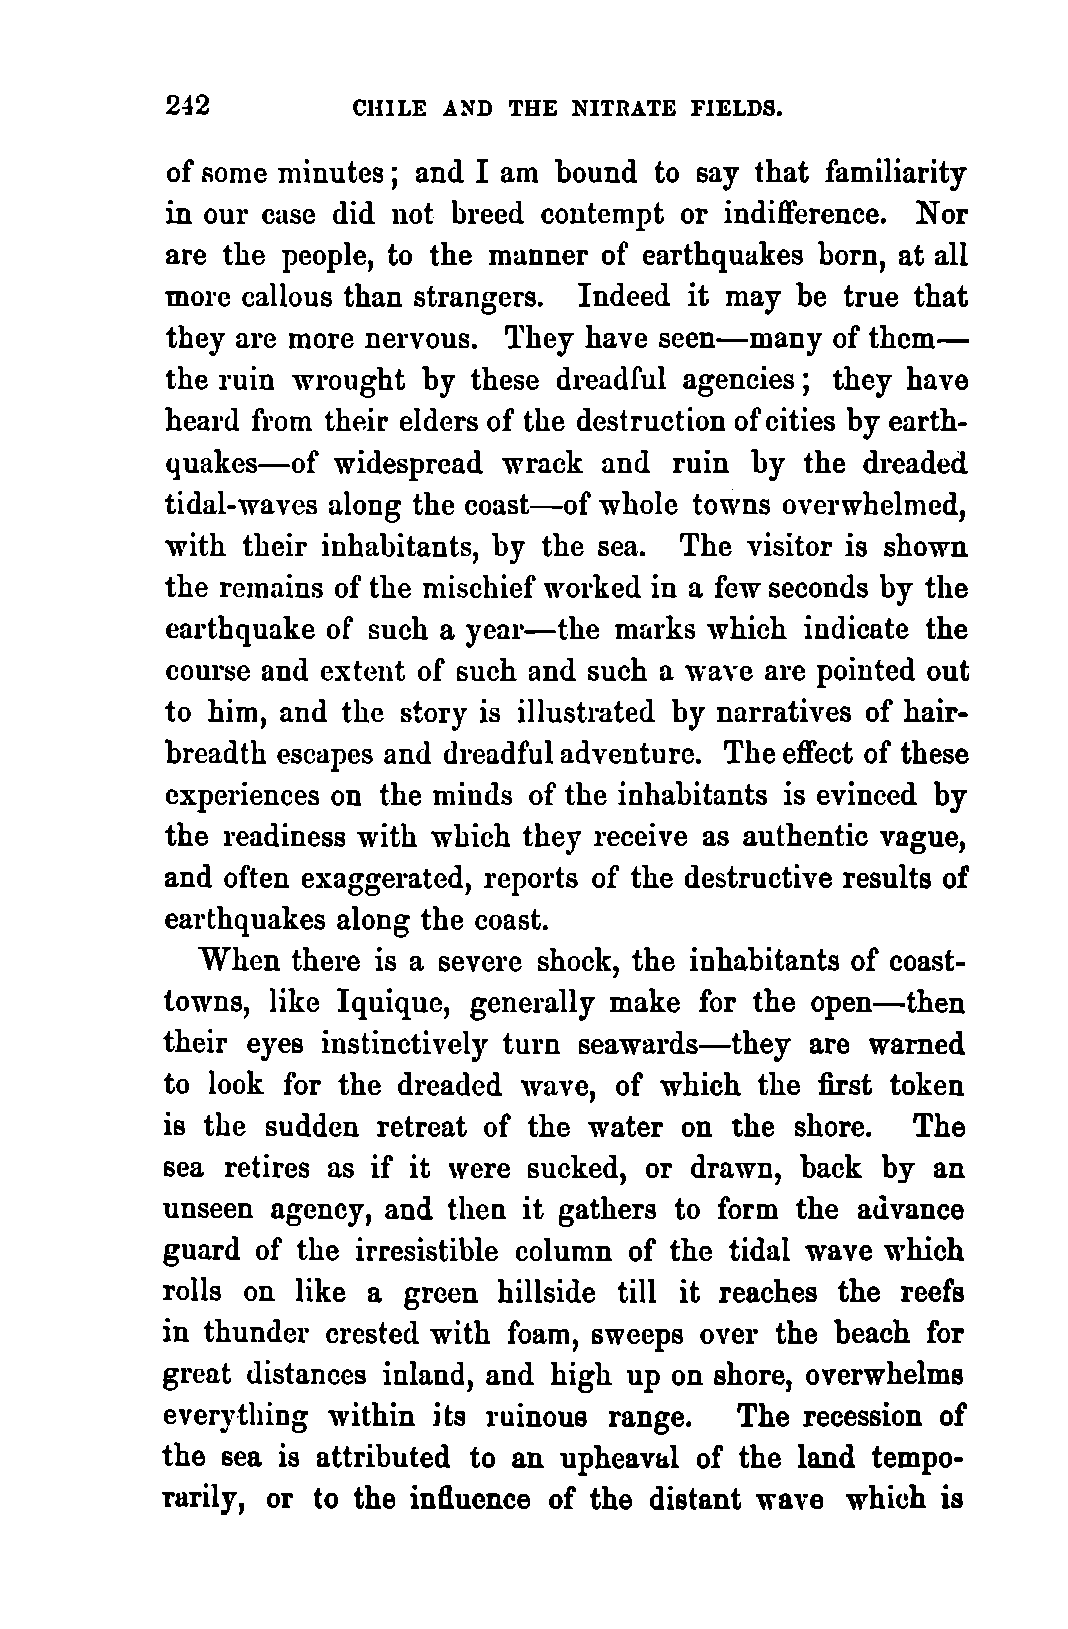 242 CHILE AND THE NITRATE FIELDS.
of some minutes; and I am bound to say that familiarity
in our case did not breed contempt or indifference. Nor
are the people, to the manner of earthquakes born, at all
more callous than strangers. Indeed it may be true that
they are more nervous. They have seen—many of them—
the ruin wrought by these dreadful agencies; they have
heard from their elders of the destruction of cities by earth-
quakes—of widespread wrack and ruin by the dreaded
tidal-waves along the coast—of whole towns overwhelmed,
with their inhabitants, by the sea. The visitor is shown
the remains of the mischief worked in a few seconds by the
earthquake of such a year—the marks which indicate the
course and extent of such and such a wave are pointed out
to him, and the story is illustrated by narratives of hair-
breadth escapes and dreadful adventure. The effect of these
experiences on the minds of the inhabitants is evinced by
the readiness with which they receive as authentic vague,
and often exaggerated, reports of the destructive results of
earthquakes along the coast.
When there is a severe shock, the inhabitants of coast-
towns, like Iquique, generally make for the open—then
their eyes instinctively turn seawards—they are warned
to look for the dreaded wave, of which the first token
is the sudden retreat of the water on the shore. The
sea retires as if it were sucked, or drawn, back by an
unseen agency, and then it gathers to form the advance
guard of the irresistible column of the tidal wave which
rolls on like a green hillside till it reaches the reefs
in thunder crested with foam, sweeps over the beach for
great distances inland, and high up on shore, overwhelms
everything within its ruinous range. The recession of
the sea is attributed to an upheaval of the land tempo-
rarily, or to the influence of the distant wave which is